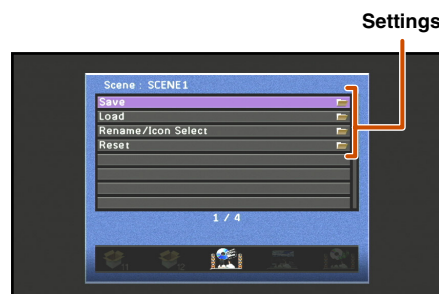 Settings
Scene : SCENE1
Save
Load
Rename/Icon Select
Reset
1 / 4